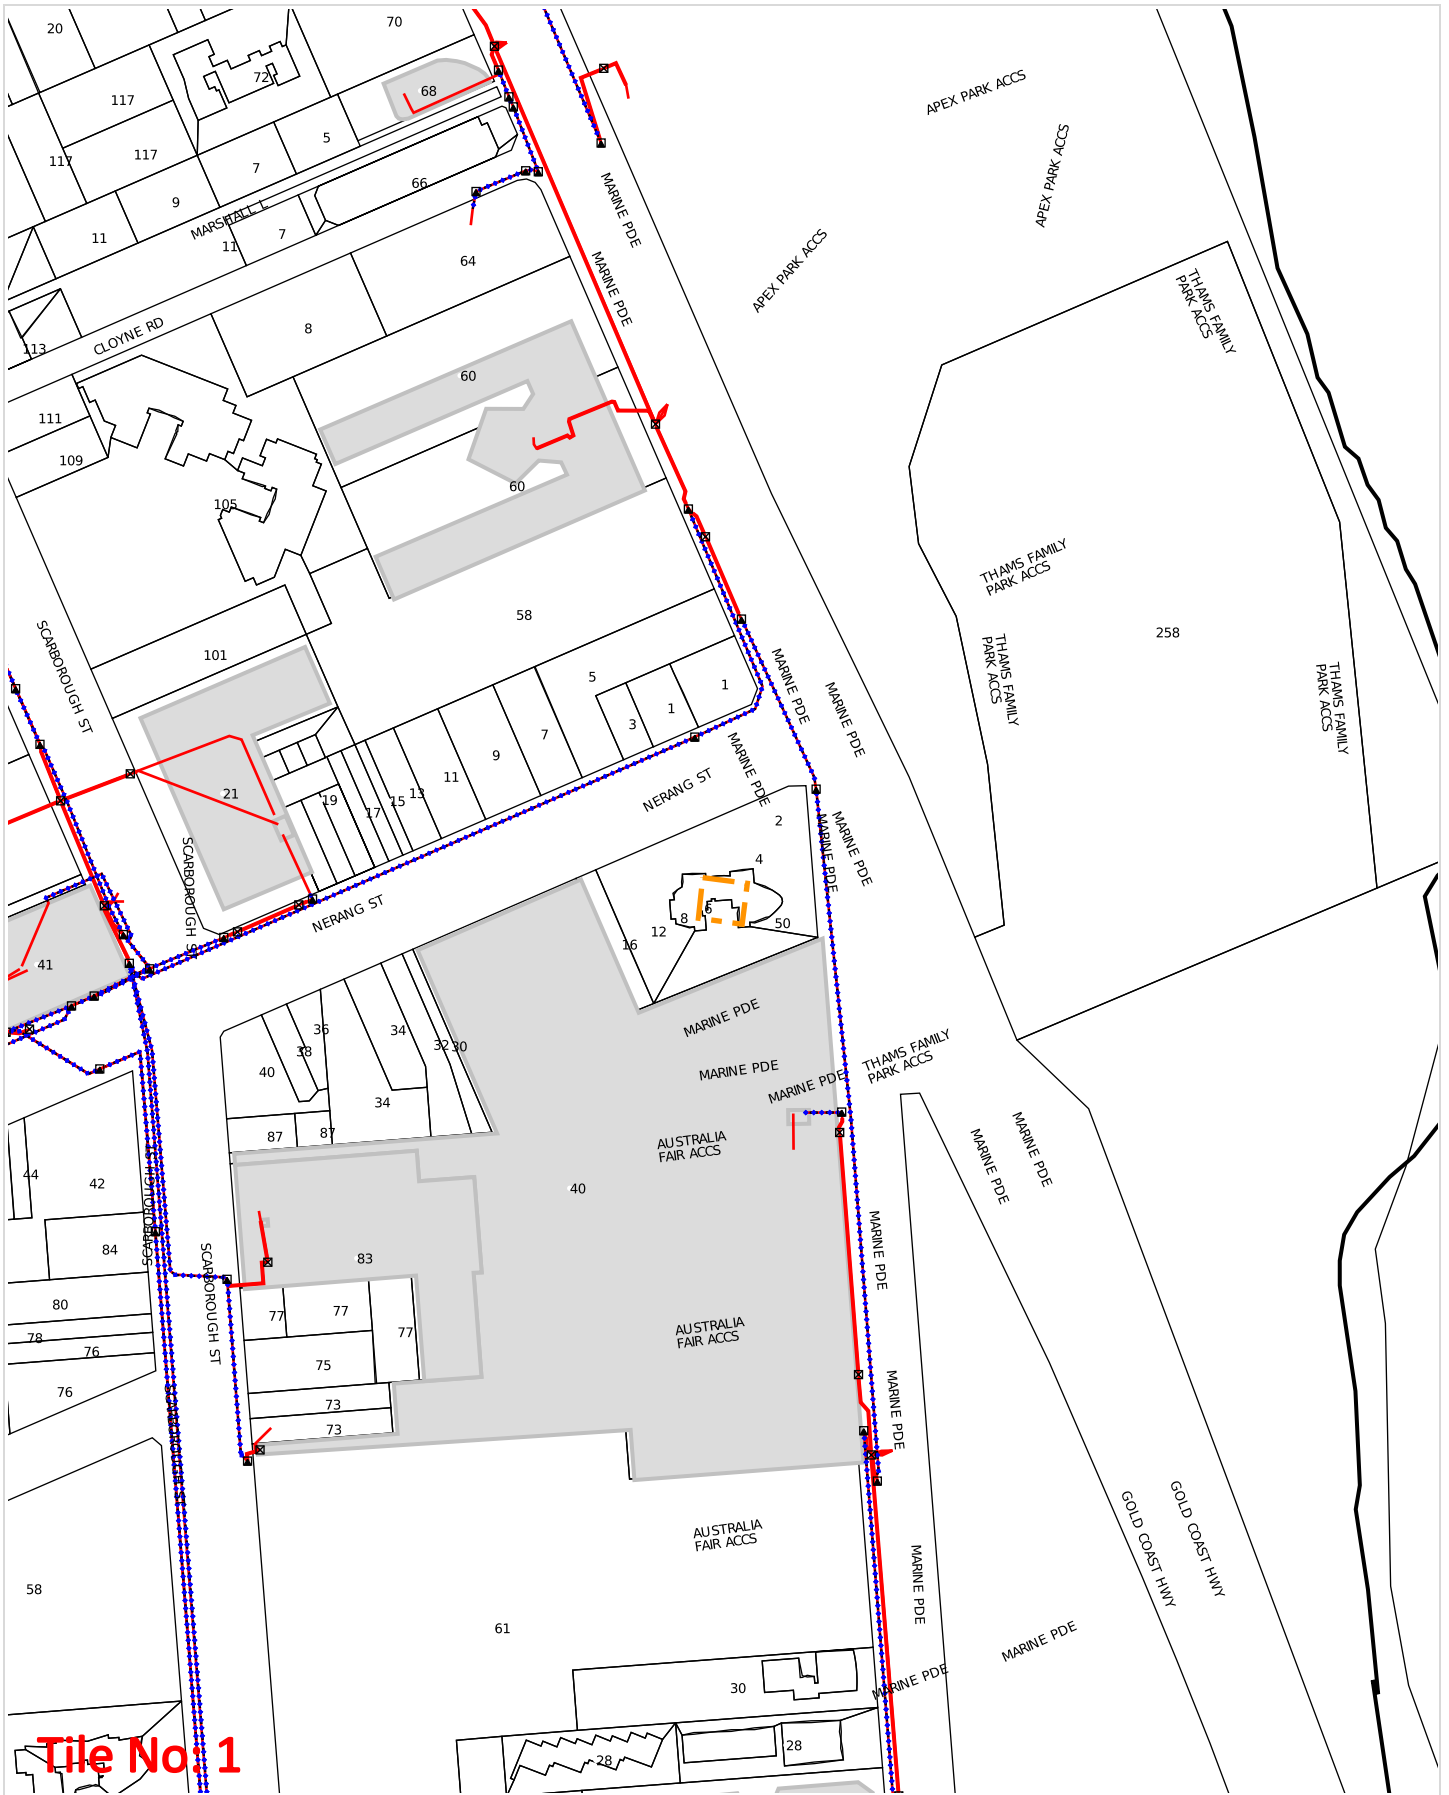 20
70
72
68
117
5
117
117
7
66
9
MARSHALL L
11
11
7
64
APEX PARK ACCS
APEX PARK ACCS
APEX PARK ACCS
MARINE PDE
MARINE PDE
THAMS FAMILY
PARK ACCS
CLOYNE RD
8
113
60
111
109
105
60
THAMS FAMILY
PARK ACCS
58
258
SCARBOROUGH ST
101
THAMS FAMILY
PARK ACCS
THAMS FAMILY
PARK ACCS
MARINE PDE
MARINE PDE
5
1
1
3
7
9
11
13
15
17
19
21
MARINE PDE
NERANG ST
2
MARINE PDE
MARINE PDE
4
6
8
12
16
50
SCARBOROUGH ST
NERANG ST
41
MARINE PDE
MARINE PDE
MARINE PDE
THAMS FAMILY
PARK ACCS
36
38
40
34
32
30
34
87
87
AUSTRALIA
FAIR ACCS
MARINE PDE
MARINE PDE
44
42
SCARBOROUGH ST
40
84
83
SCARBOROUGH ST
MARINE PDE
80
78
76
76
77
77
77
75
73
73
AUSTRALIA
FAIR ACCS
MARINE PDE
SCARBOROUGH ST
AUSTRALIA
FAIR ACCS
GOLD COAST HWY
GOLD COAST HWY
MARINE PDE
58
61
MARINE PDE
MARINE PDE
30
28
28
Tile No: 1